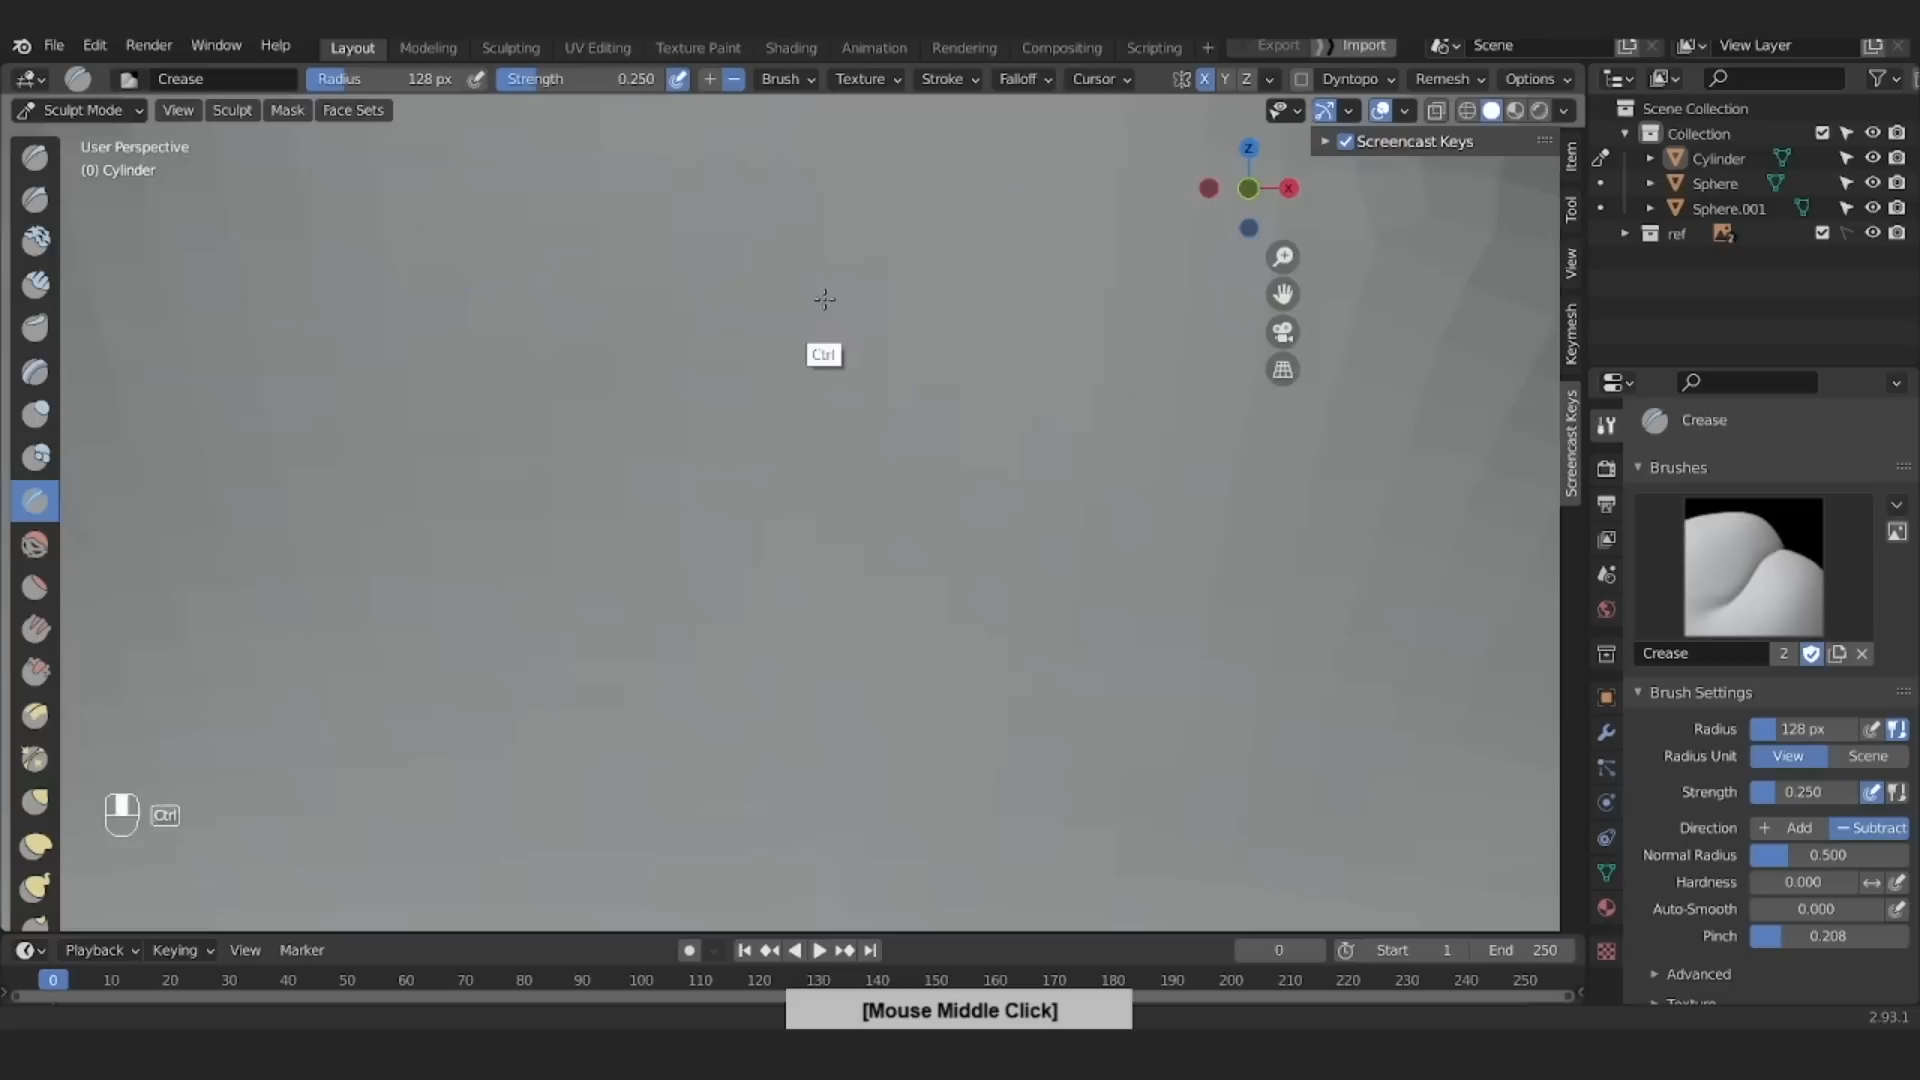 File Edit Render Window Help Layout Modeling Sculpting UV Editing Texture Paint Shading Animation Rendering Compositing Scripting + Export Import Scene View Layer
Crease Radius 128 px Strength 0.250 Brush Texture Stroke Falloff Cursor X Y Z Dyntopo Remesh Options
Sculpt Mode View Sculpt Mask Face Sets
Scene Collection
Collection
Cylinder
Sphere
Sphere.001
ref
User Perspective
(0) Cylinder
Screencast Keys
Z
X
Item
Tool
View
Keymesh
Screencast Keys
Ctrl
Ctrl
Crease
Brushes
Crease 2
Brush Settings
Radius 128 px
Radius Unit View Scene
Strength 0.250
Direction + Add − Subtract
Normal Radius 0.500
Hardness 0.000
Auto-Smooth 0.000
Pinch 0.208
Advanced
Texture
Playback Keying View Marker 0 Start 1 End 250
0 10 20 30 40 50 60 70 80 90 100 110 120 130 140 150 160 170 180 190 200 210 220 230 240 250
[Mouse Middle Click]
2.93.1